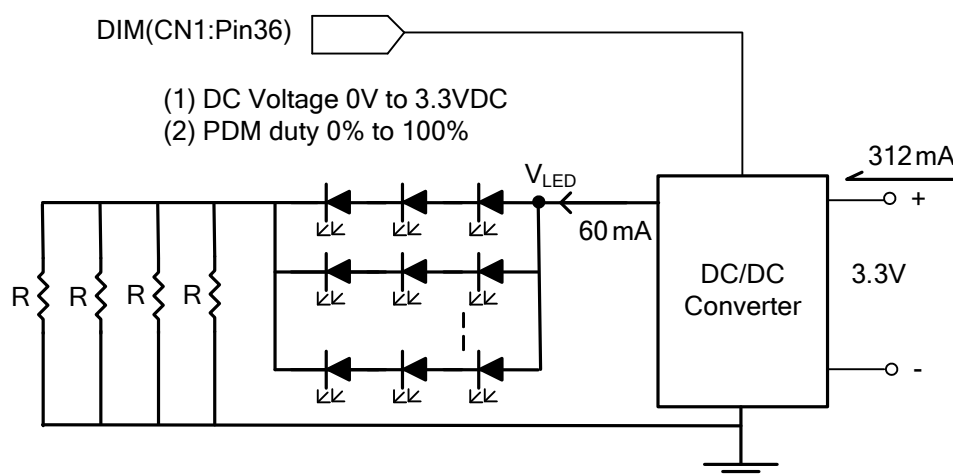 DIM(CN1:Pin36)
(1) DC Voltage 0V to 3.3VDC
(2) PDM duty 0% to 100%
312mA
VLED
+
60mA
DC/DC
Converter
3.3V
R R R R
-